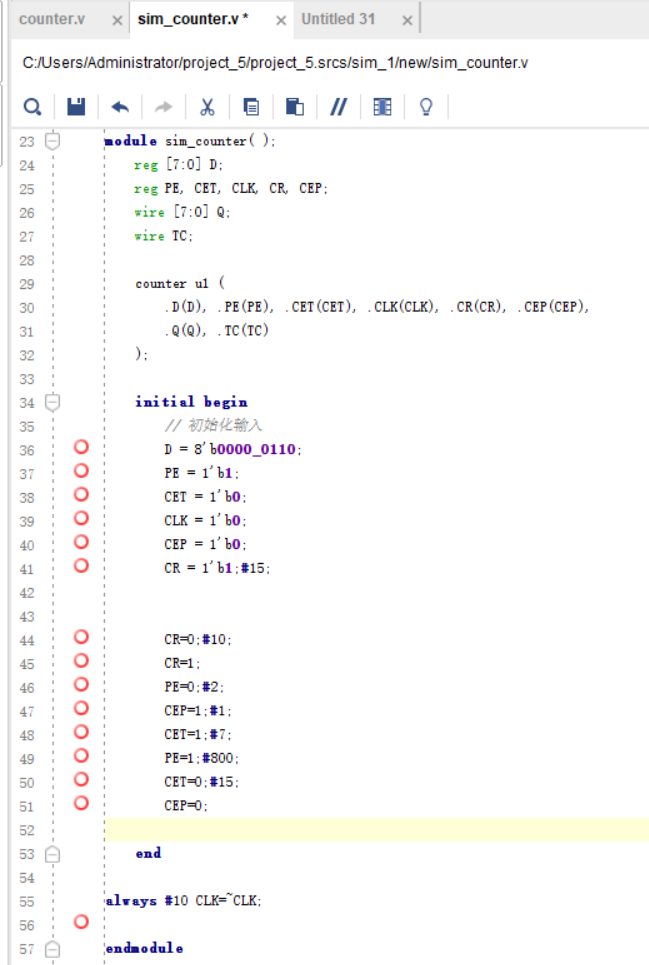 counter.v × sim_counter.v * × Untitled 31 ×
C:/Users/Administrator/project_5/project_5.srcs/sim_1/new/sim_counter.v
23 module sim_counter( );
24 reg [7:0] D;
25 reg PE, CET, CLK, CR, CEP;
26 wire [7:0] Q;
27 wire TC;
28
29 counter u1 (
30 .D(D), .PE(PE), .CET(CET), .CLK(CLK), .CR(CR), .CEP(CEP),
31 .Q(Q), .TC(TC)
32 );
33
34 initial begin
35 // 初始化输入
36 D = 8'b0000_0110;
37 PE = 1'b1;
38 CET = 1'b0;
39 CLK = 1'b0;
40 CEP = 1'b0;
41 CR = 1'b1;#15;
42
43
44 CR=0;#10;
45 CR=1;
46 PE=0;#2;
47 CEP=1;#1;
48 CET=1;#7;
49 PE=1;#800;
50 CET=0;#15;
51 CEP=0;
52
53 end
54
55 always #10 CLK=~CLK;
56
57 endmodule